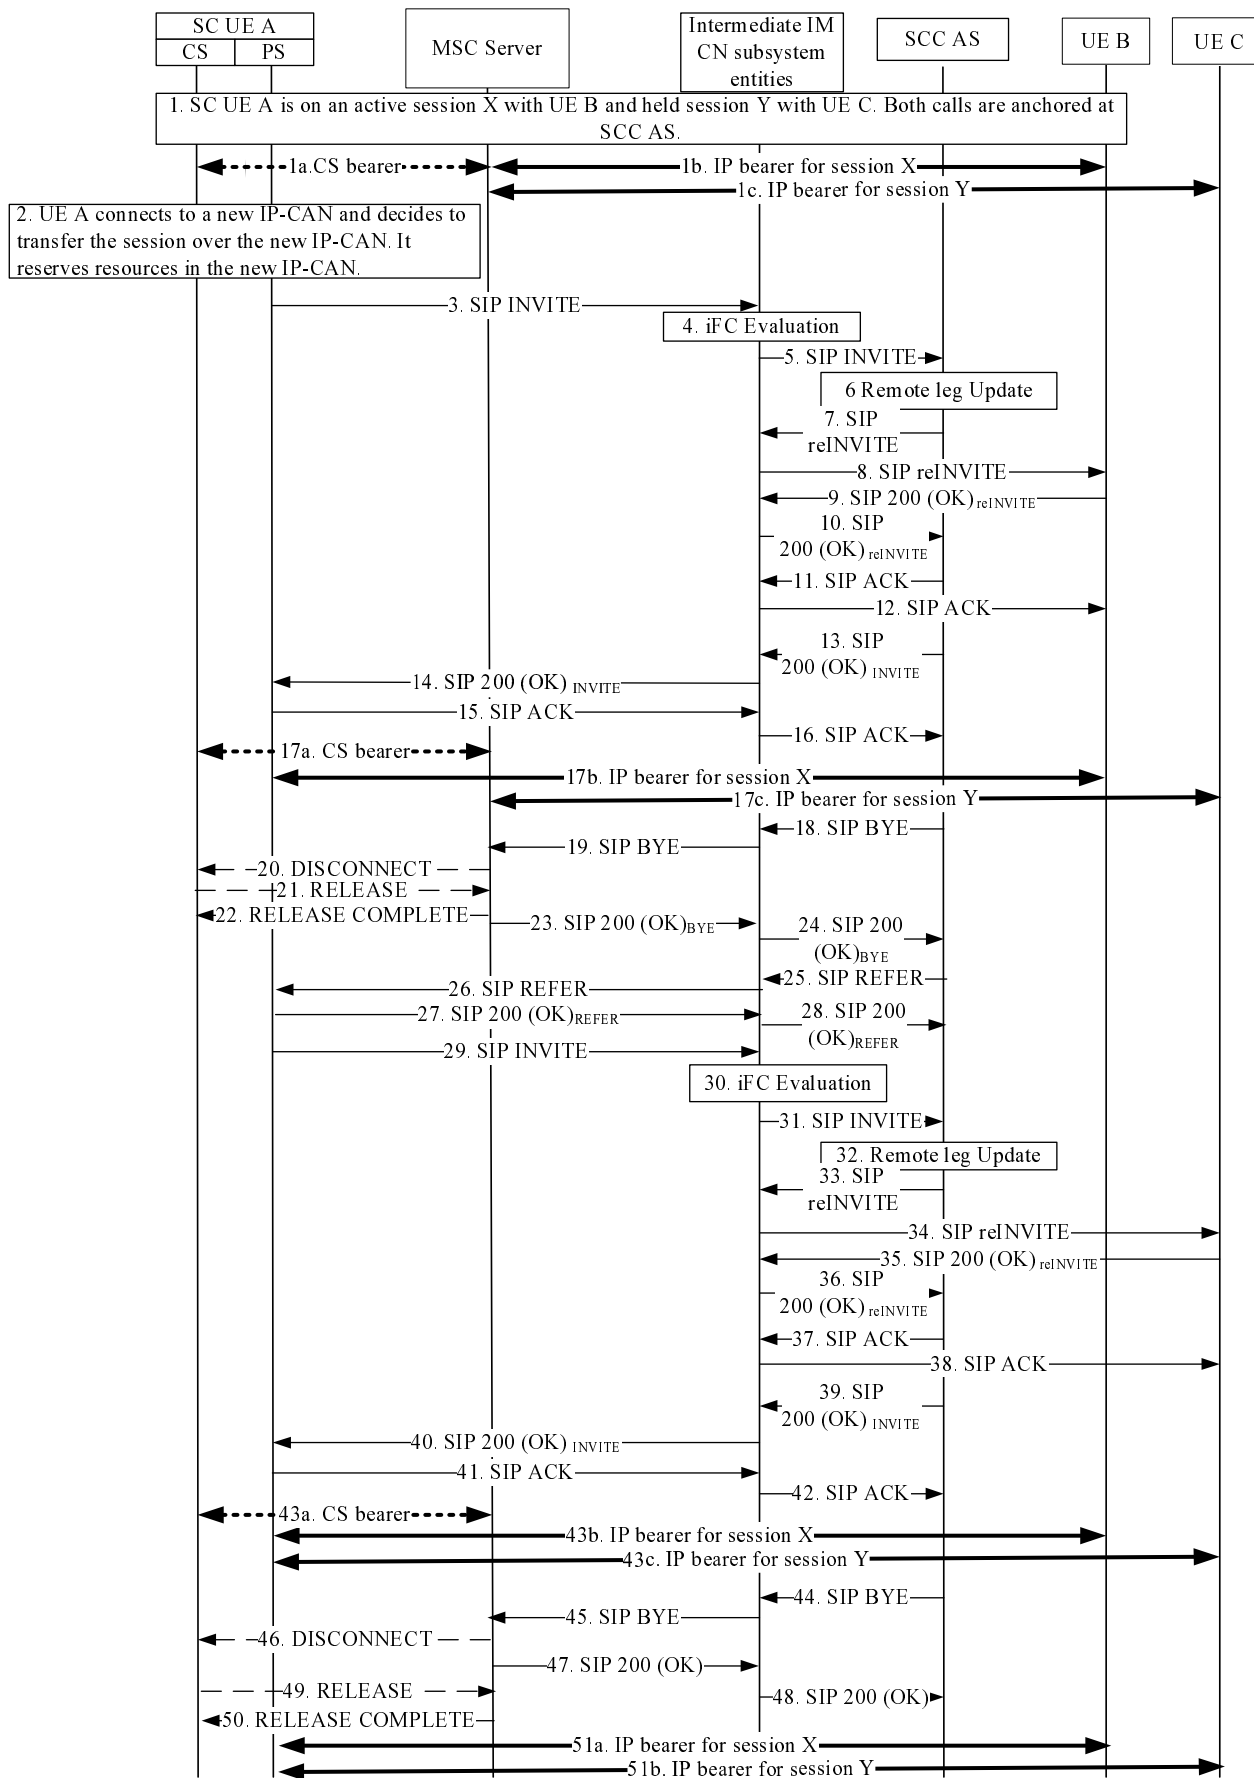 SC UE A
CS
PS
MSC Server
Intermediate IM
CN subsystem
entities
SCC AS
UE B
UE C
1. SC UE A is on an active session X with UE B and held session Y with UE C. Both calls are anchored at
SCC AS.
1a.CS bearer
1b. IP bearer for session X
1c. IP bearer for session Y
2. UE A connects to a new IP-CAN and decides to
transfer the session over the new IP-CAN. It
reserves resources in the new IP-CAN.
3. SIP INVITE
4. iFC Evaluation
5. SIP INVITE
6 Remote leg Update
7. SIP
reINVITE
8. SIP reINVITE
9. SIP 200 (OK) reINVITE
10. SIP
200 (OK) reINVITE
11. SIP ACK
12. SIP ACK
13. SIP
200 (OK) INVITE
14. SIP 200 (OK) INVITE
15. SIP ACK
16. SIP ACK
17a. CS bearer
17b. IP bearer for session X
17c. IP bearer for session Y
18. SIP BYE
19. SIP BYE
20. DISCONNECT
21. RELEASE
22. RELEASE COMPLETE
23. SIP 200 (OK)BYE
24. SIP 200
(OK)BYE
25. SIP REFER
26. SIP REFER
27. SIP 200 (OK)REFER
28. SIP 200
(OK)REFER
29. SIP INVITE
30. iFC Evaluation
31. SIP INVITE
32. Remote leg Update
33. SIP
reINVITE
34. SIP reINVITE
35. SIP 200 (OK) reINVITE
36. SIP
200 (OK) reINVITE
37. SIP ACK
38. SIP ACK
39. SIP
200 (OK) INVITE
40. SIP 200 (OK) INVITE
41. SIP ACK
42. SIP ACK
43a. CS bearer
43b. IP bearer for session X
43c. IP bearer for session Y
44. SIP BYE
45. SIP BYE
46. DISCONNECT
47. SIP 200 (OK)
49. RELEASE
48. SIP 200 (OK)
50. RELEASE COMPLETE
51a. IP bearer for session X
51b. IP bearer for session Y